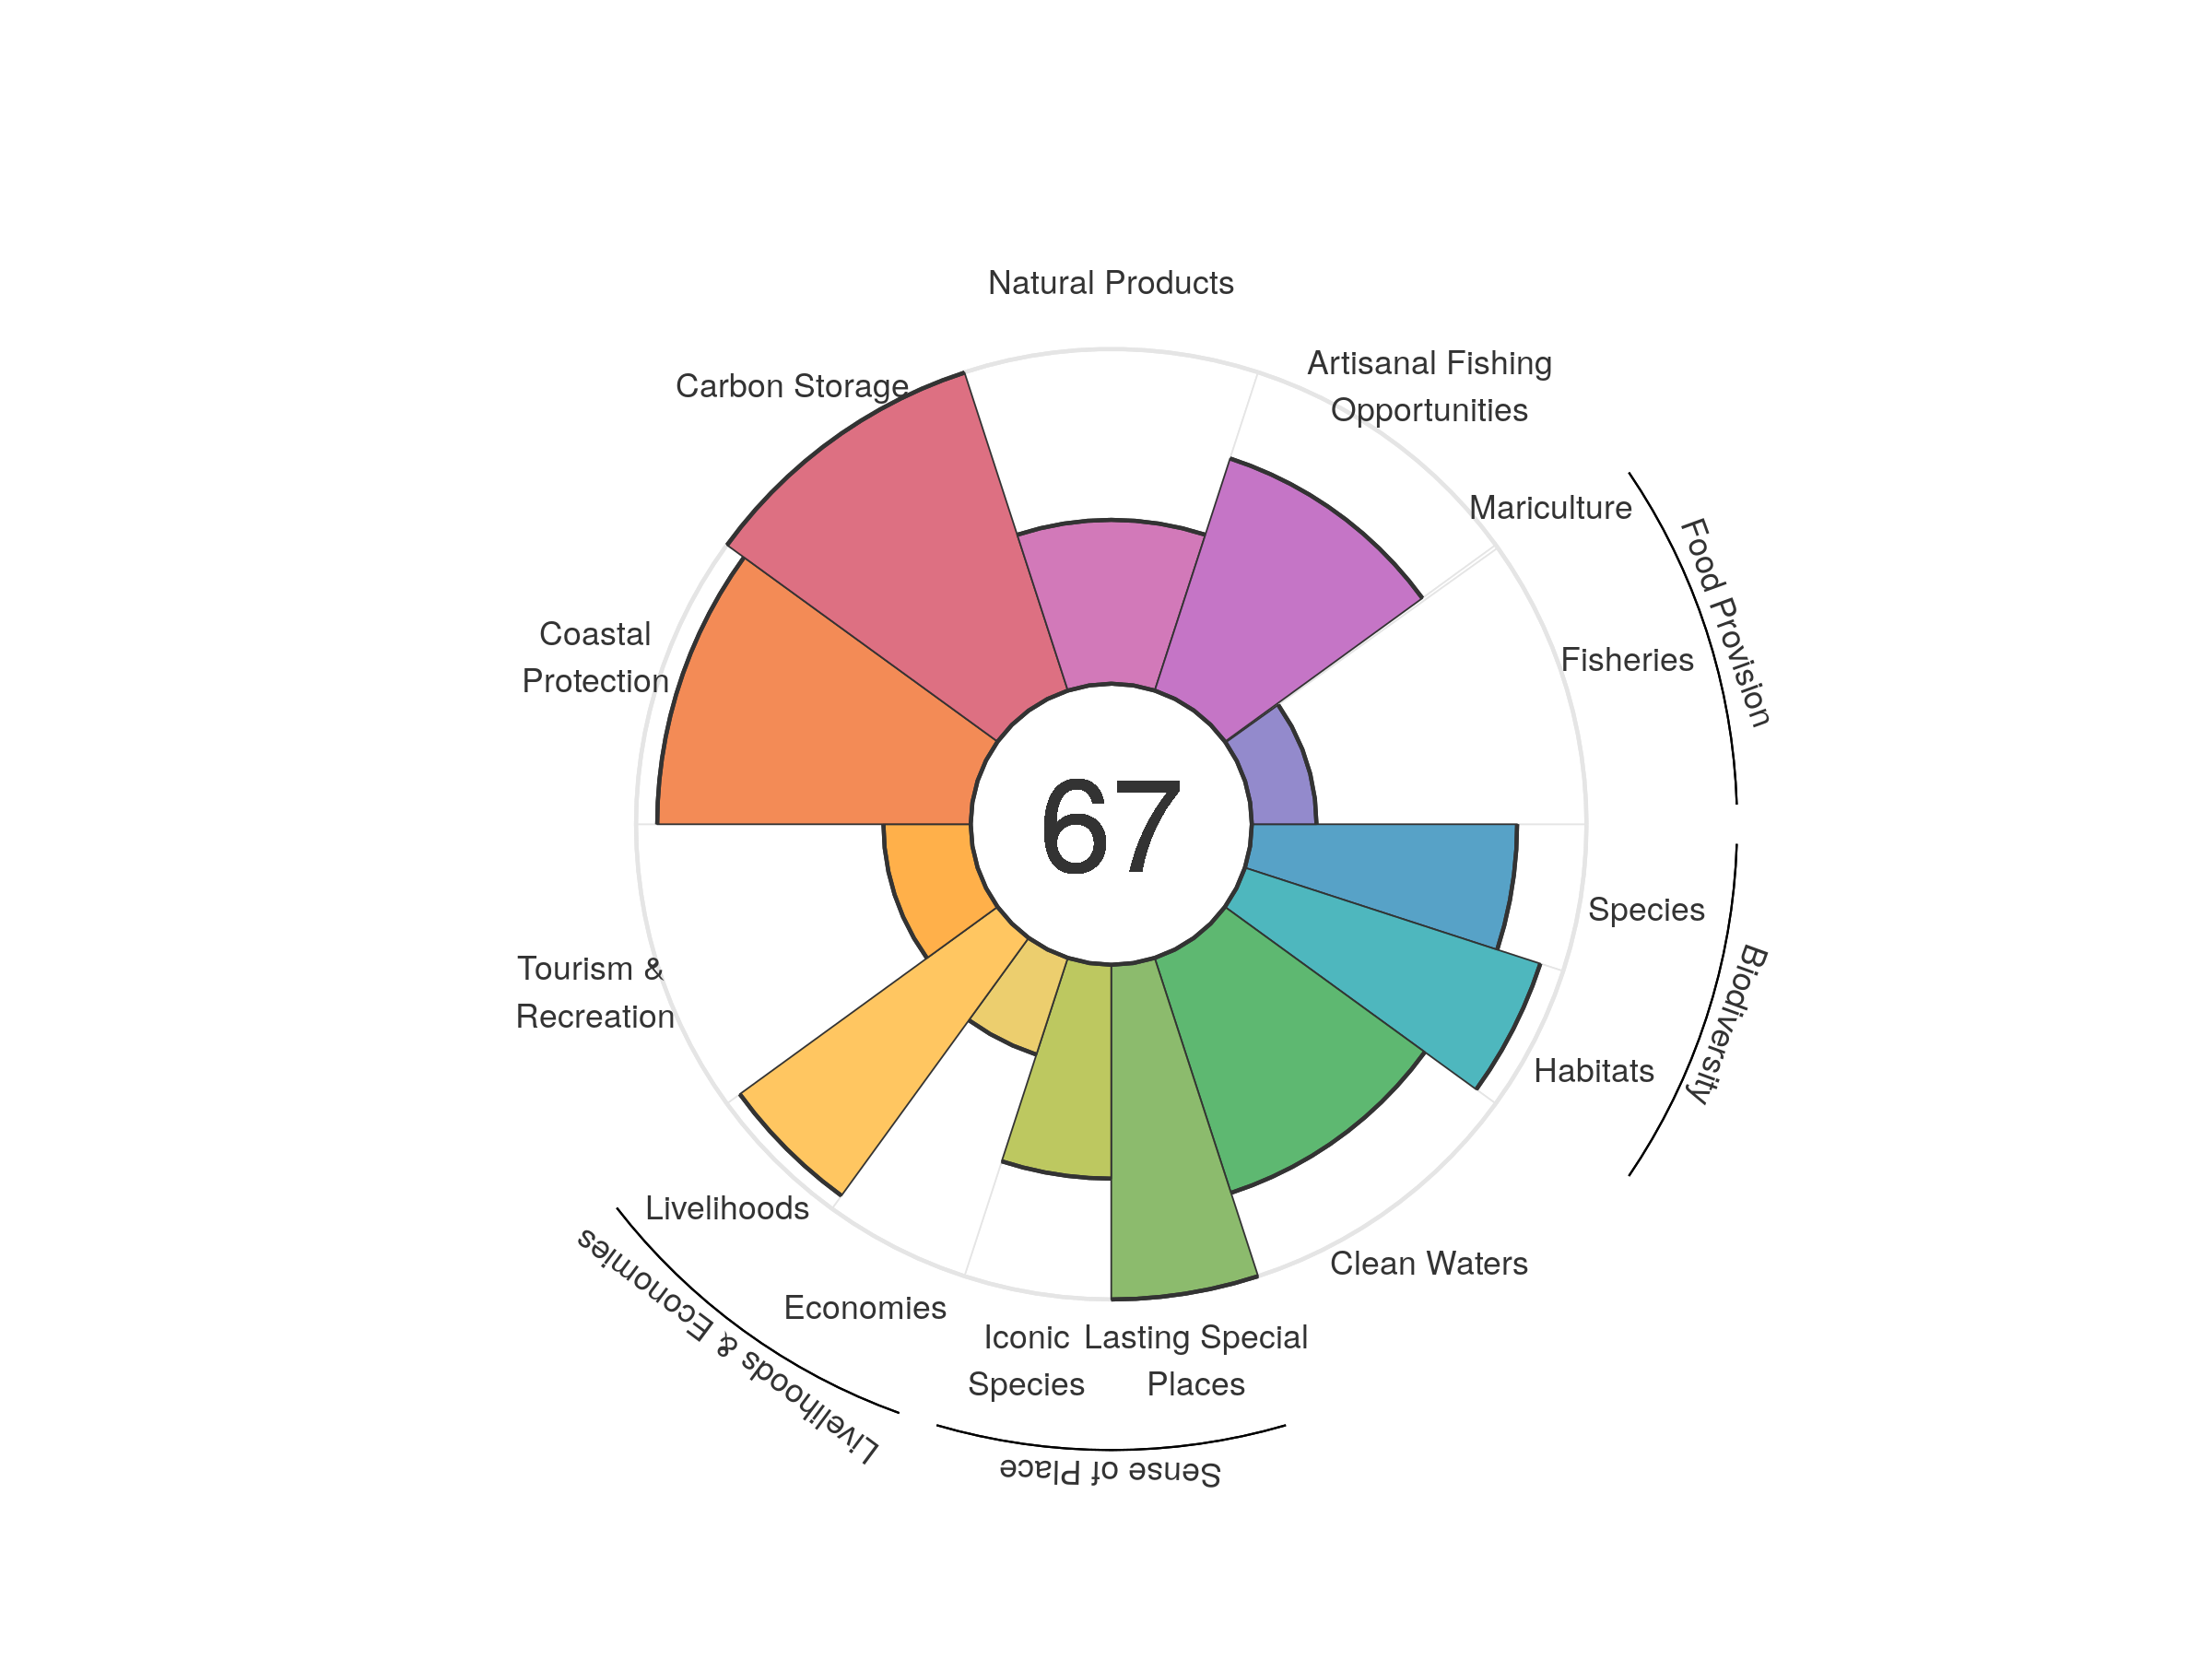 Natural Products
Artisanal Fishing
Opportunities
Carbon Storage
Mariculture
Food Provision
Coastal
Protection
Fisheries
67
Species
Biodiversity
Tourism &
Recreation
Habitats
Livelihoods
Clean Waters
Livelihoods & Economies
Economies
Iconic
Species
Lasting Special
Places
Sense of Place